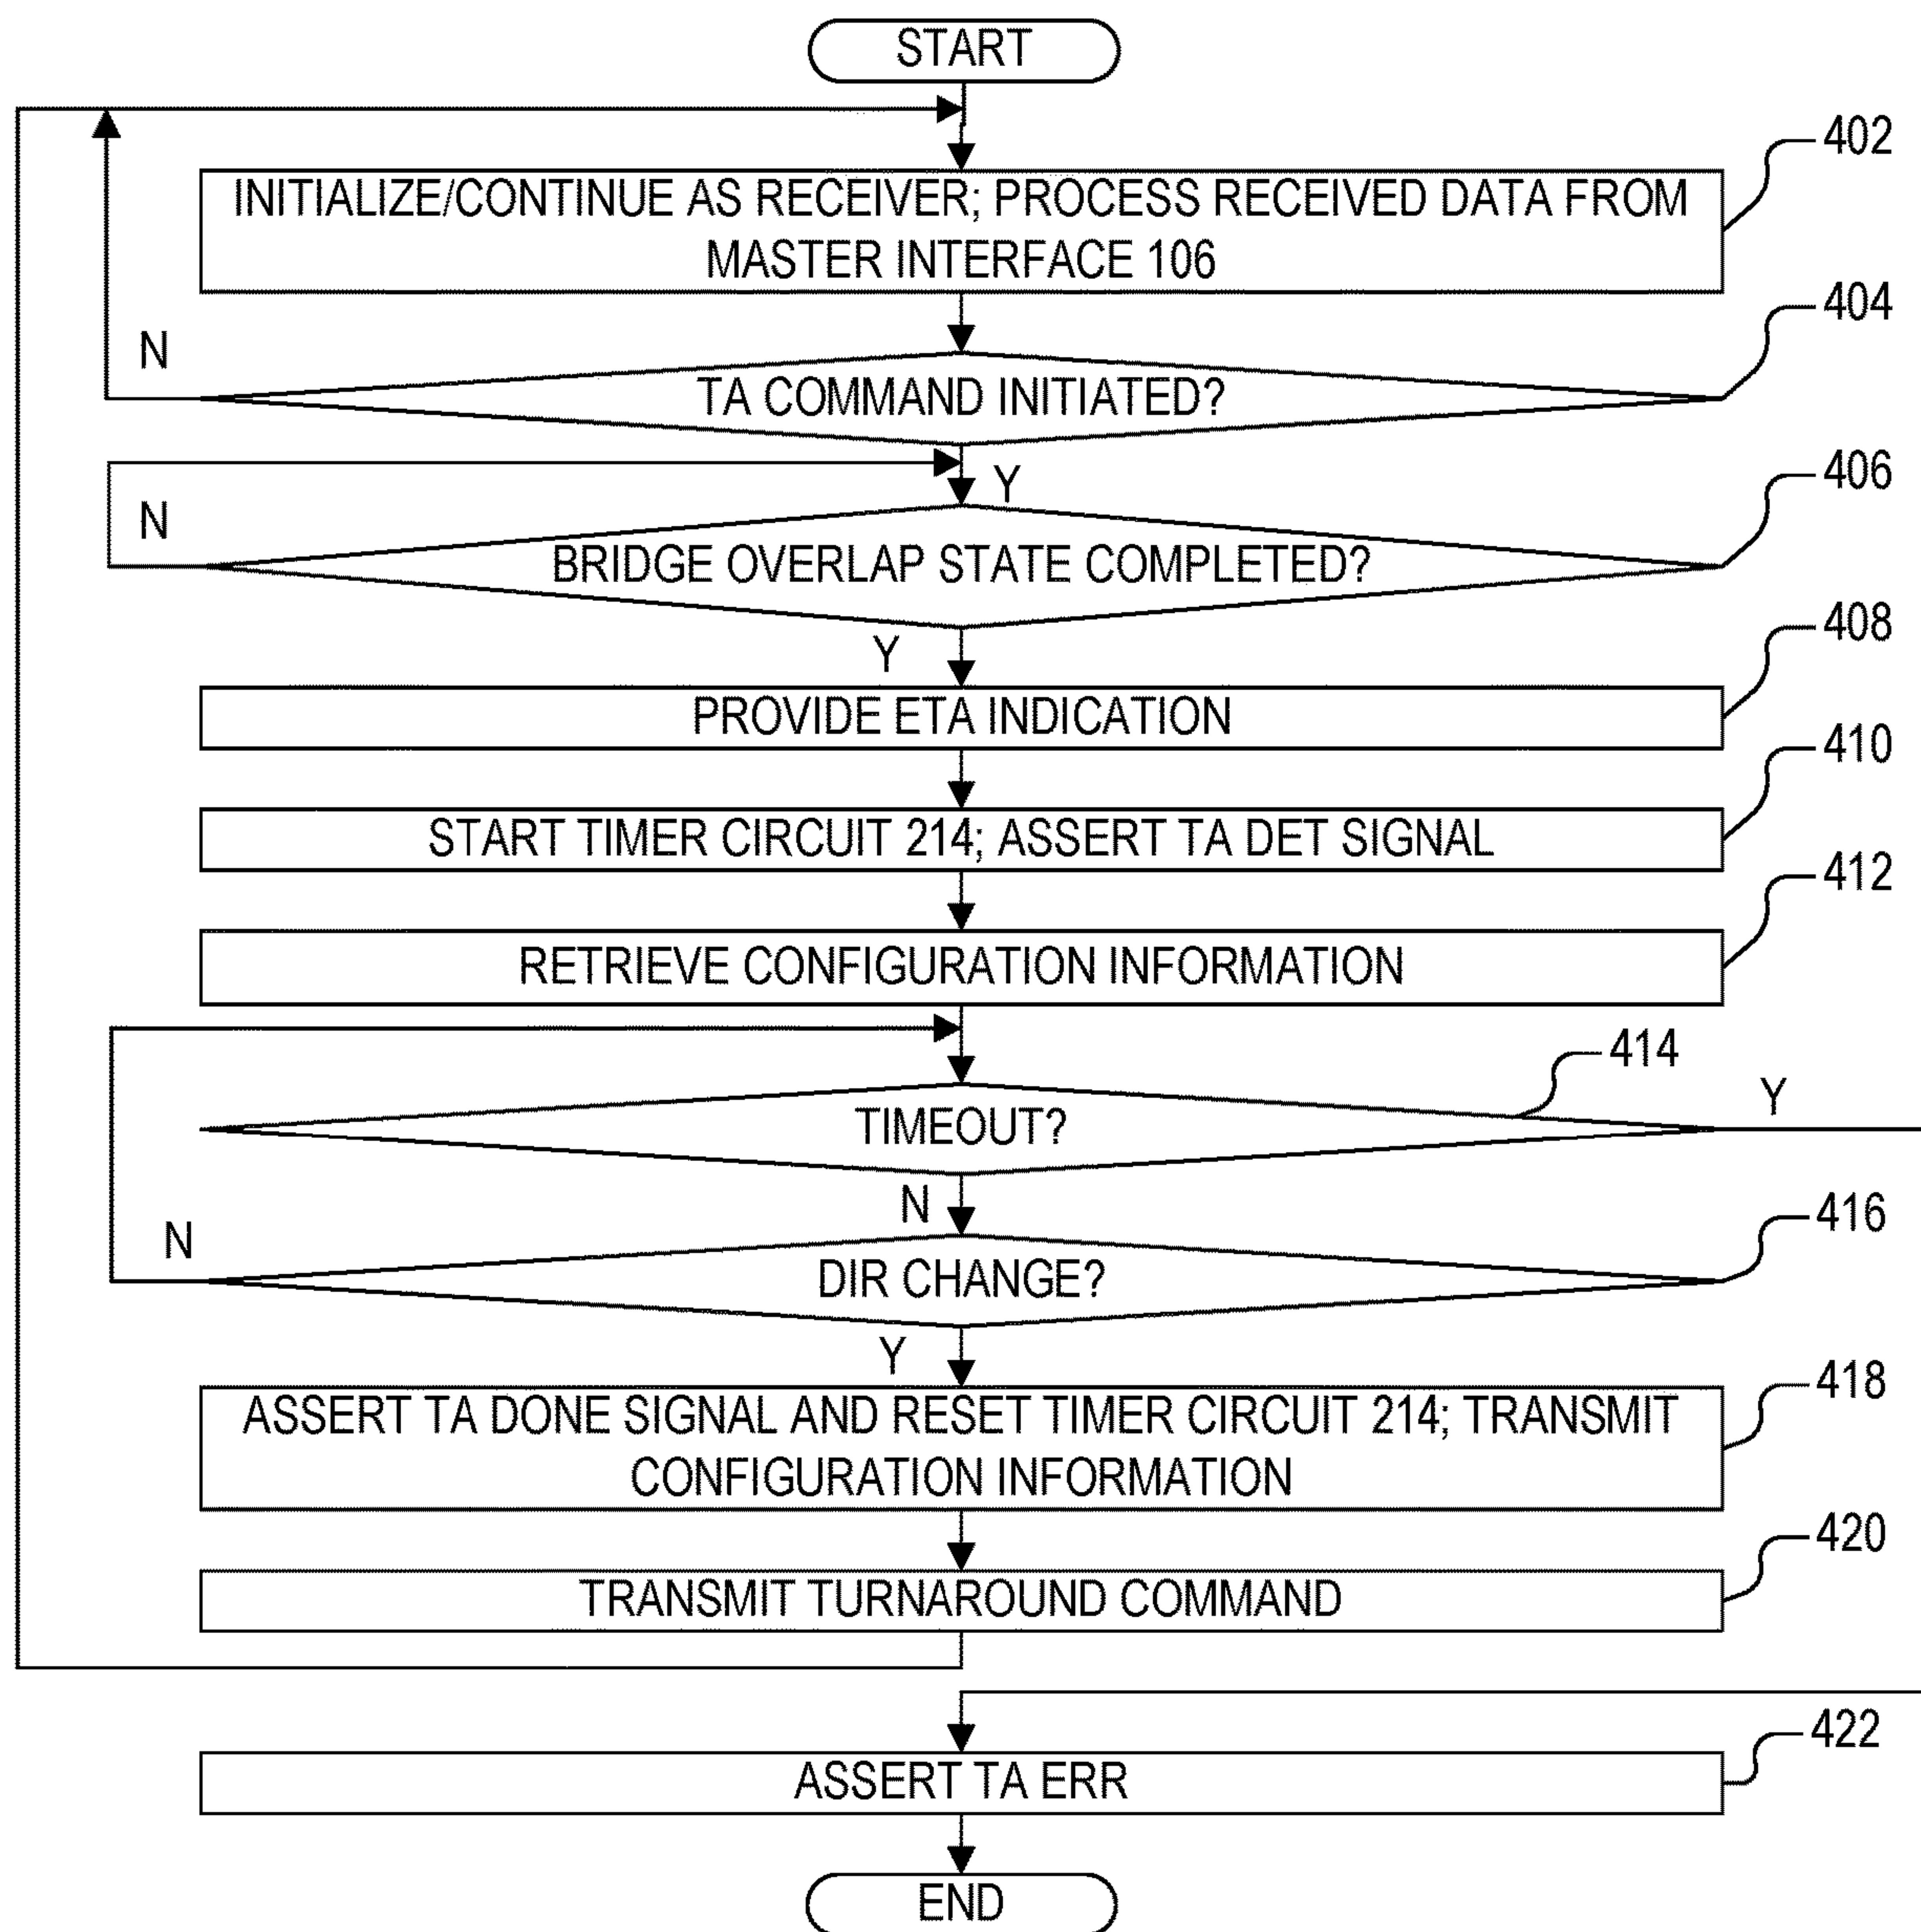 START
402
INITIALIZE/CONTINUE AS RECEIVER; PROCESS RECEIVED DATA FROM
MASTER INTERFACE 106
404
N
TA COMMAND INITIATED?
406
Y
N
BRIDGE OVERLAP STATE COMPLETED?
408
Y
PROVIDE ETA INDICATION
410
START TIMER CIRCUIT 214; ASSERT TA DET SIGNAL
412
RETRIEVE CONFIGURATION INFORMATION
414
Y
TIMEOUT?
N
416
N
DIR CHANGE?
Y
418
ASSERT TA DONE SIGNAL AND RESET TIMER CIRCUIT 214; TRANSMIT
CONFIGURATION INFORMATION
420
TRANSMIT TURNAROUND COMMAND
422
ASSERT TA ERR
END